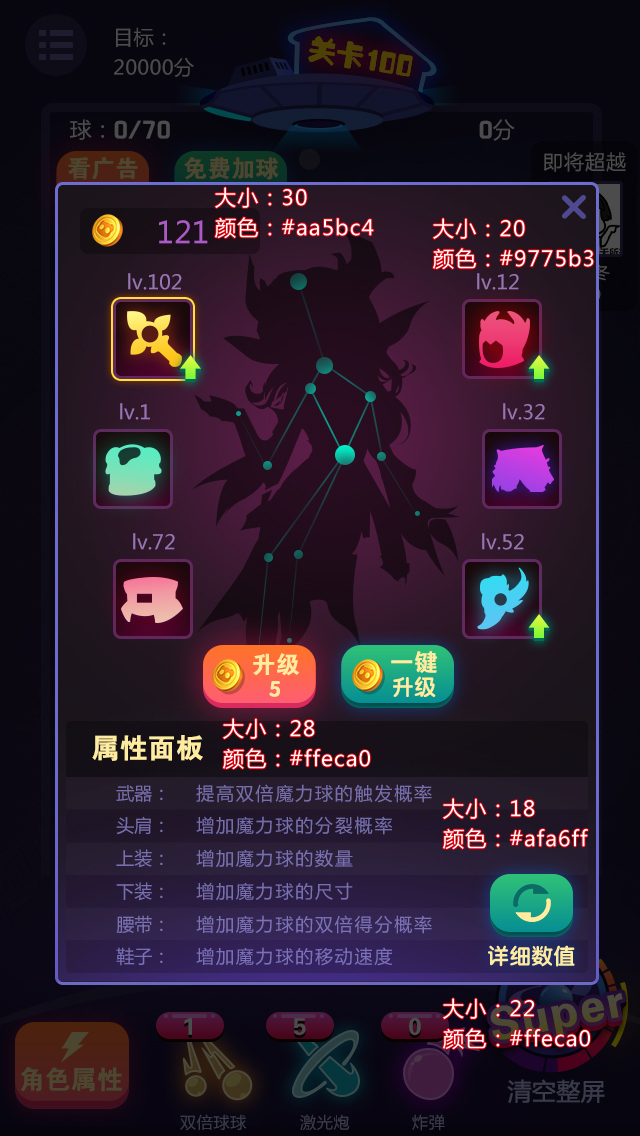 目标：
20000分
关卡100
球：0/70
0分
看广告
免费加球
即将超越
大小：30
颜色：#aa5bc4
121
大小：20
颜色：#9775b3
lv.102
lv.12
lv.1
lv.32
lv.72
lv.52
升级
5
一键
升级
属性面板
大小：28
颜色：#ffeca0
武器： 提高双倍魔力球的触发概率
头肩： 增加魔力球的分裂概率
上装： 增加魔力球的数量
下装： 增加魔力球的尺寸
腰带： 增加魔力球的双倍得分概率
鞋子： 增加魔力球的移动速度
大小：18
颜色：#afa6ff
详细数值
大小：22
颜色：#ffeca0
Super
角色属性
1
双倍球球
5
激光炮
0
炸弹
清空整屏